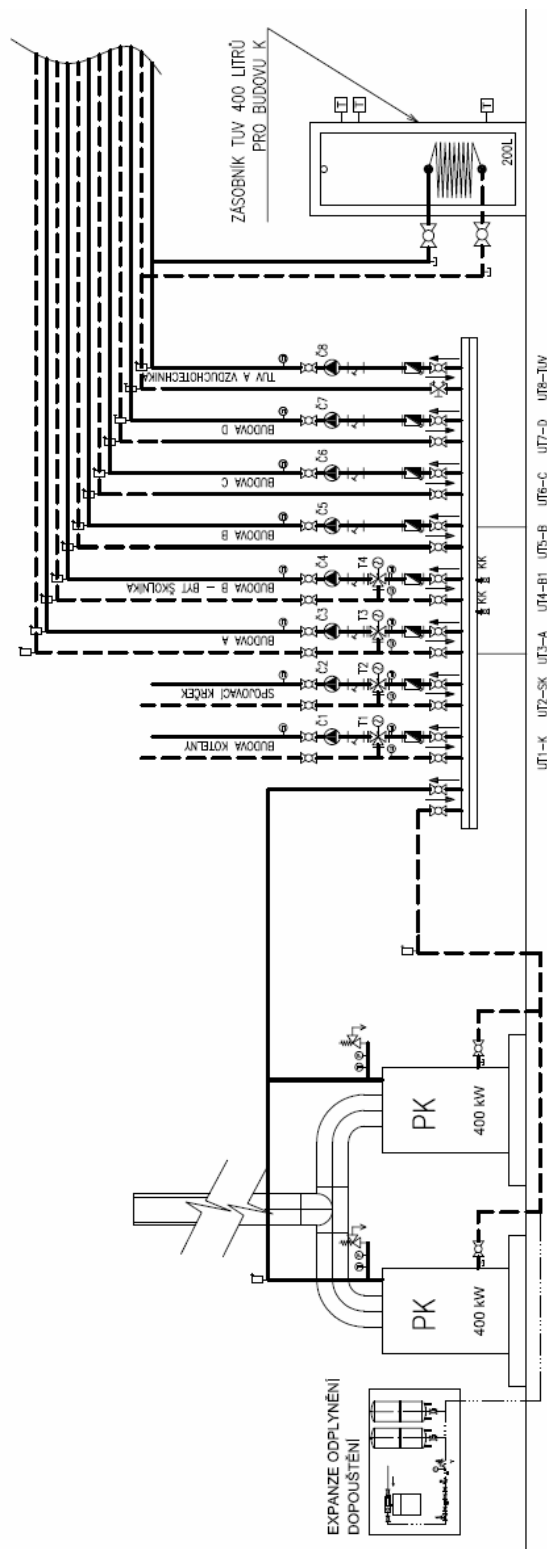 EXPANZE ODPLYNĚNÍ
DOPOUŠTĚNÍ
PK
400 kW
PK
400 kW
BUDOVA KOTELNY
SPOJOVACÍ KRČEK
BUDOVA A
BUDOVA B – BYT ŠKOLNÍKA
BUDOVA B
BUDOVA C
BUDOVA D
TUV A VZDUCHOTECHNIKA
Č1
Č2
Č3
Č4
Č5
Č6
Č7
Č8
T1
T2
T3
T4
KK
KK
UT1-K
UT2-SK
UT3-A
UT4-B1
UT5-B
UT6-C
UT7-D
UT8-TUV
ZÁSOBNÍK TUV 400 LITRŮ
PRO BUDOVU K
T
T
T
200L